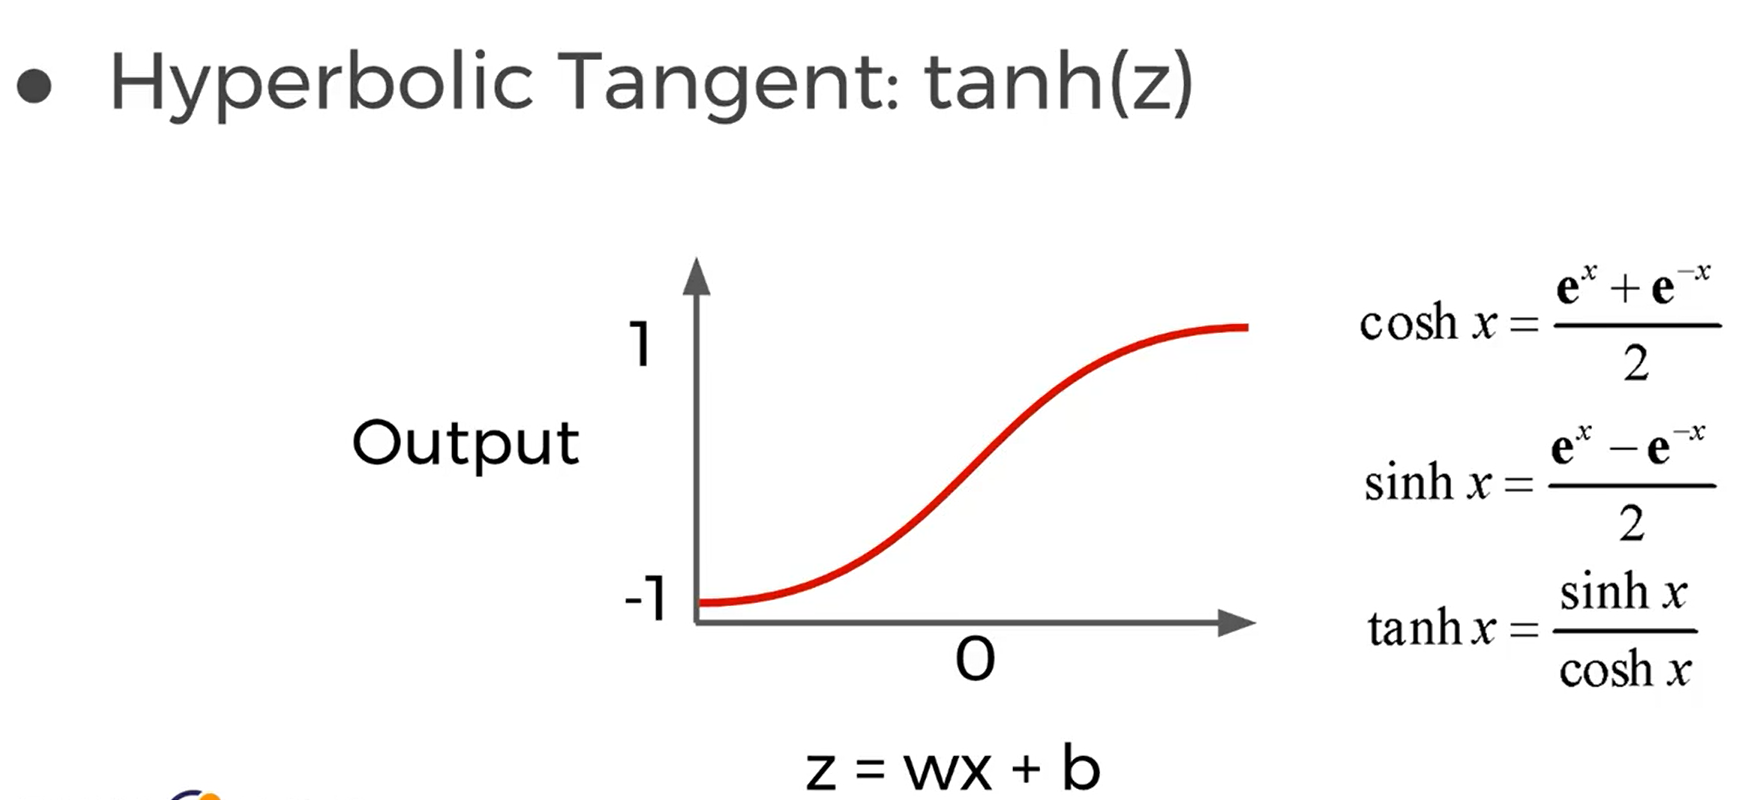 • Hyperbolic Tangent: tanh(z)
1
Output
-1
0
z = wx + b
cosh x = (e^x + e^-x) / 2
sinh x = (e^x - e^-x) / 2
tanh x = sinh x / cosh x